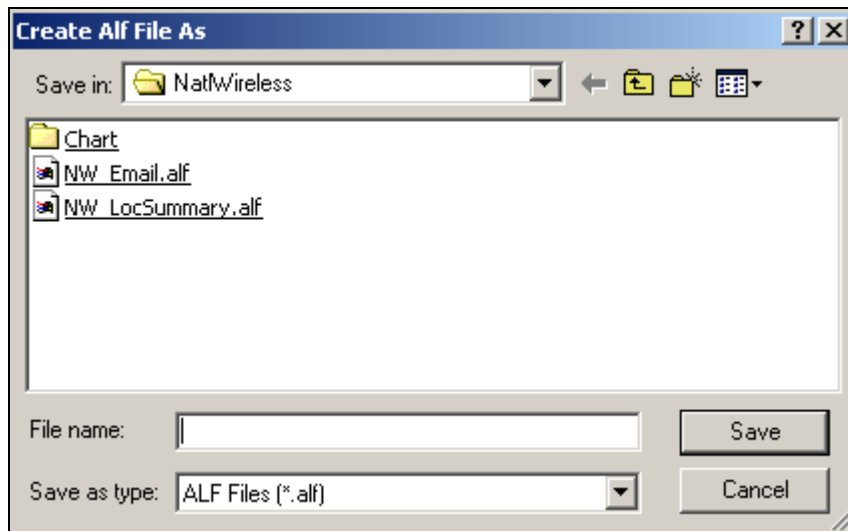 Create Alf File As
Save in: NatlWireless
Chart
NW_Email.alf
NW_LocSummary.alf
File name:
Save
Save as type: ALF Files (*.alf)
Cancel